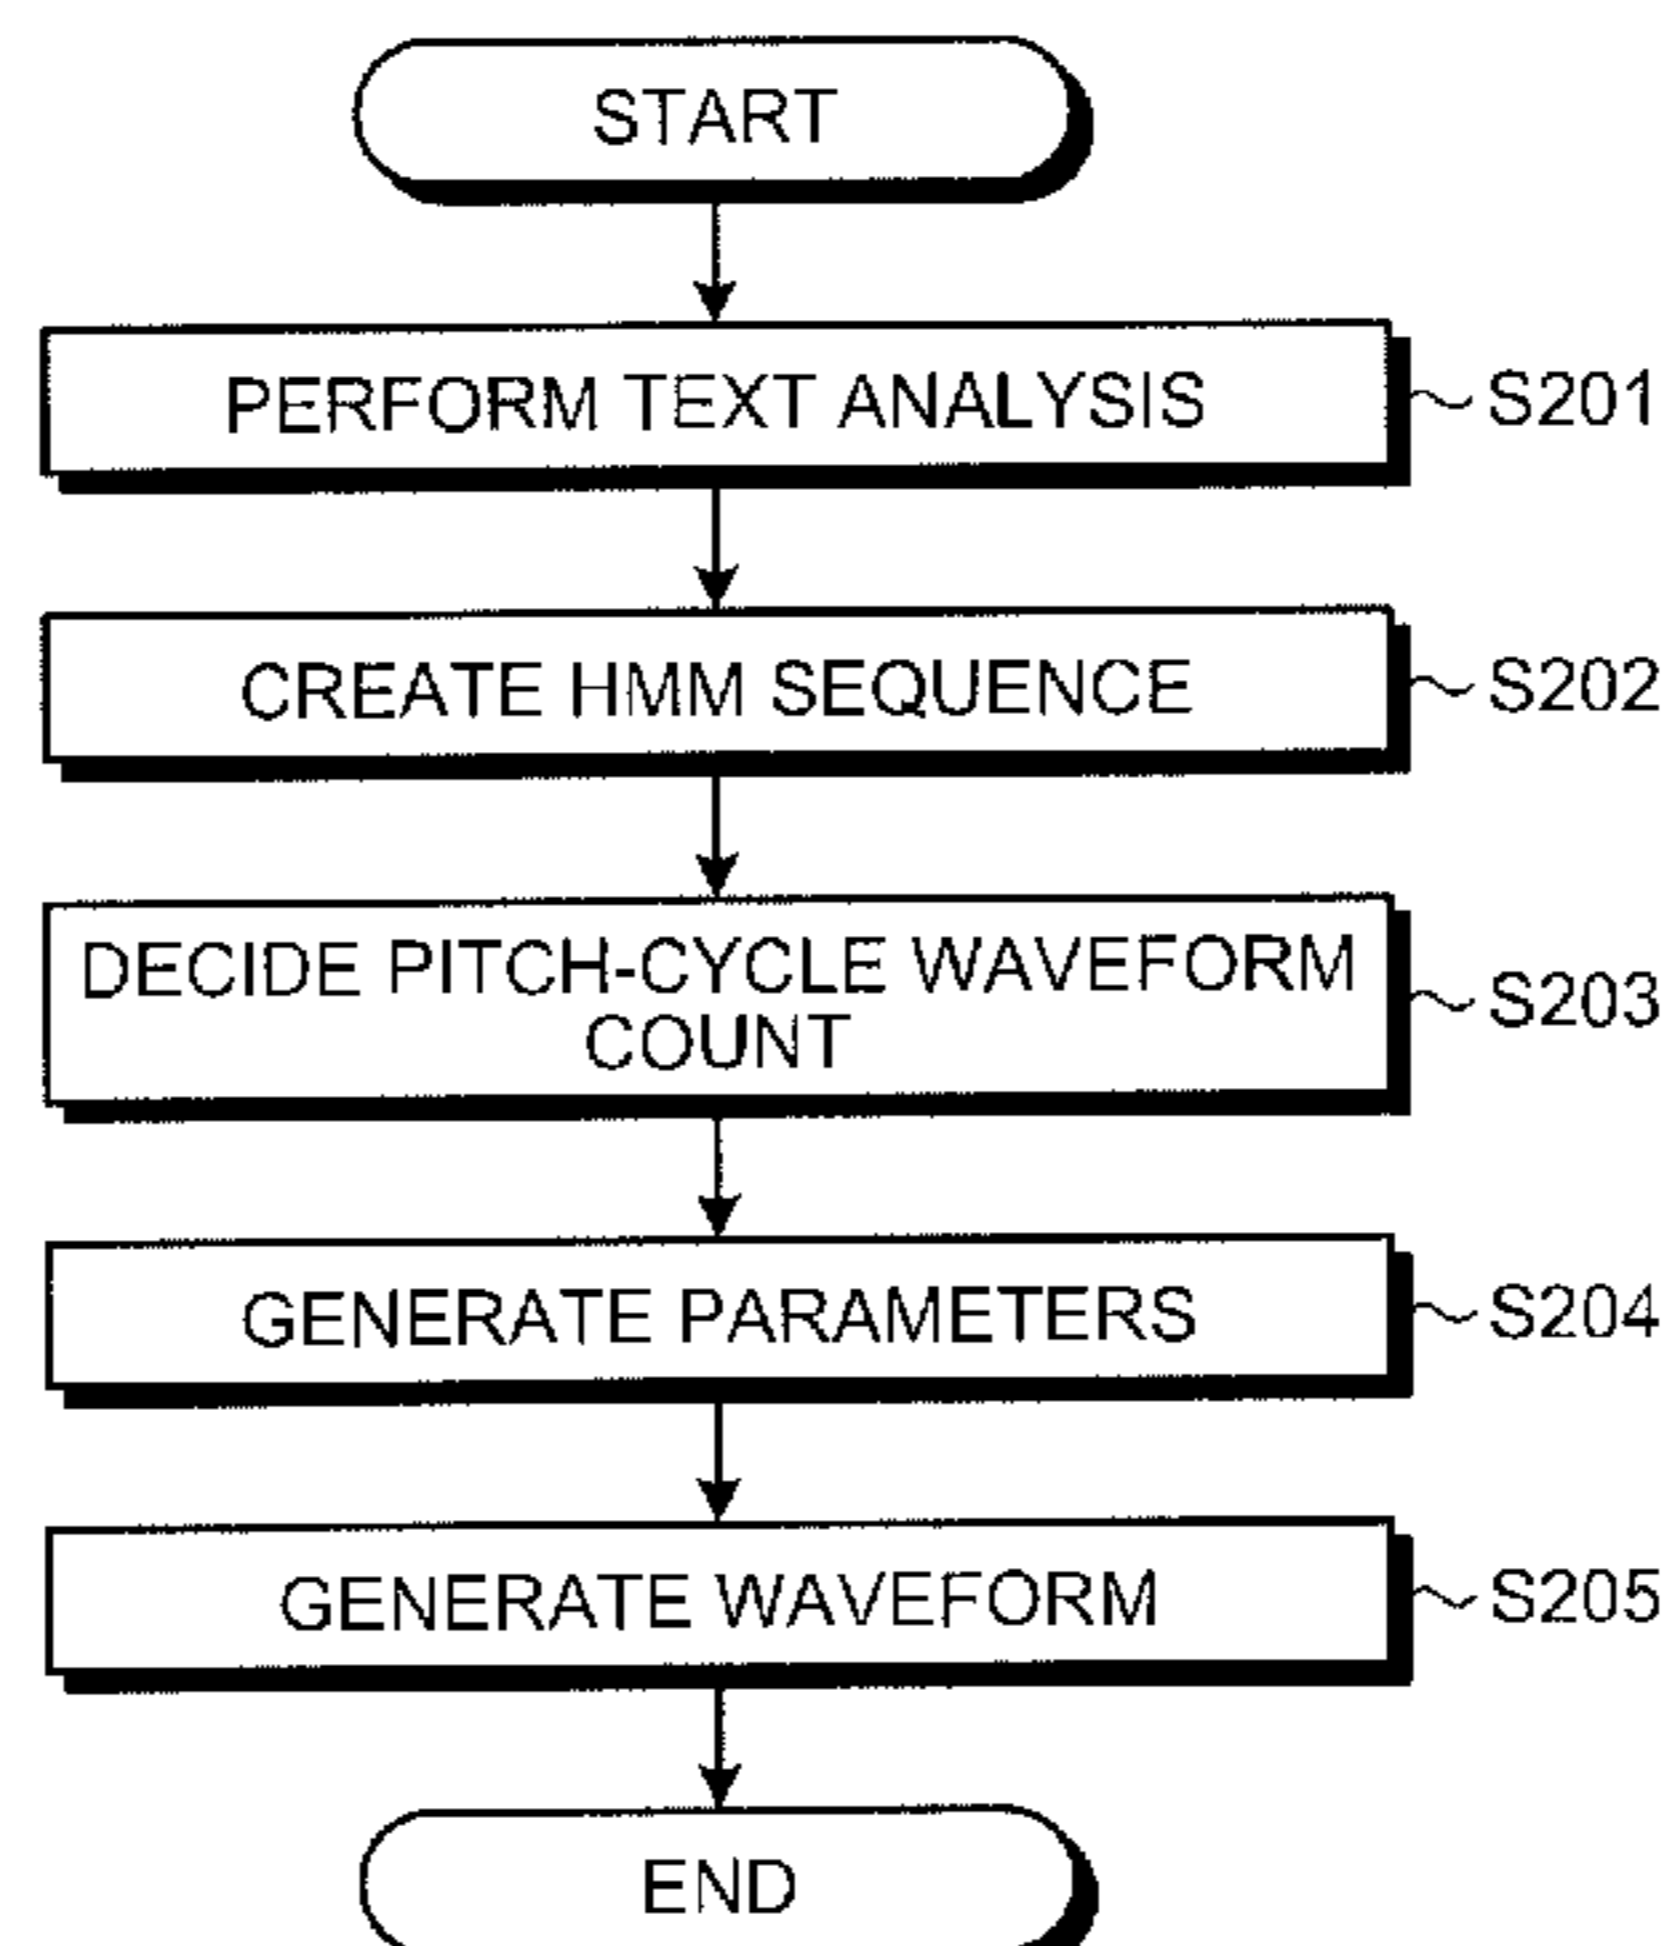 START
PERFORM TEXT ANALYSIS
S201
CREATE HMM SEQUENCE
S202
DECIDE PITCH-CYCLE WAVEFORM
COUNT
S203
GENERATE PARAMETERS
S204
GENERATE WAVEFORM
S205
END